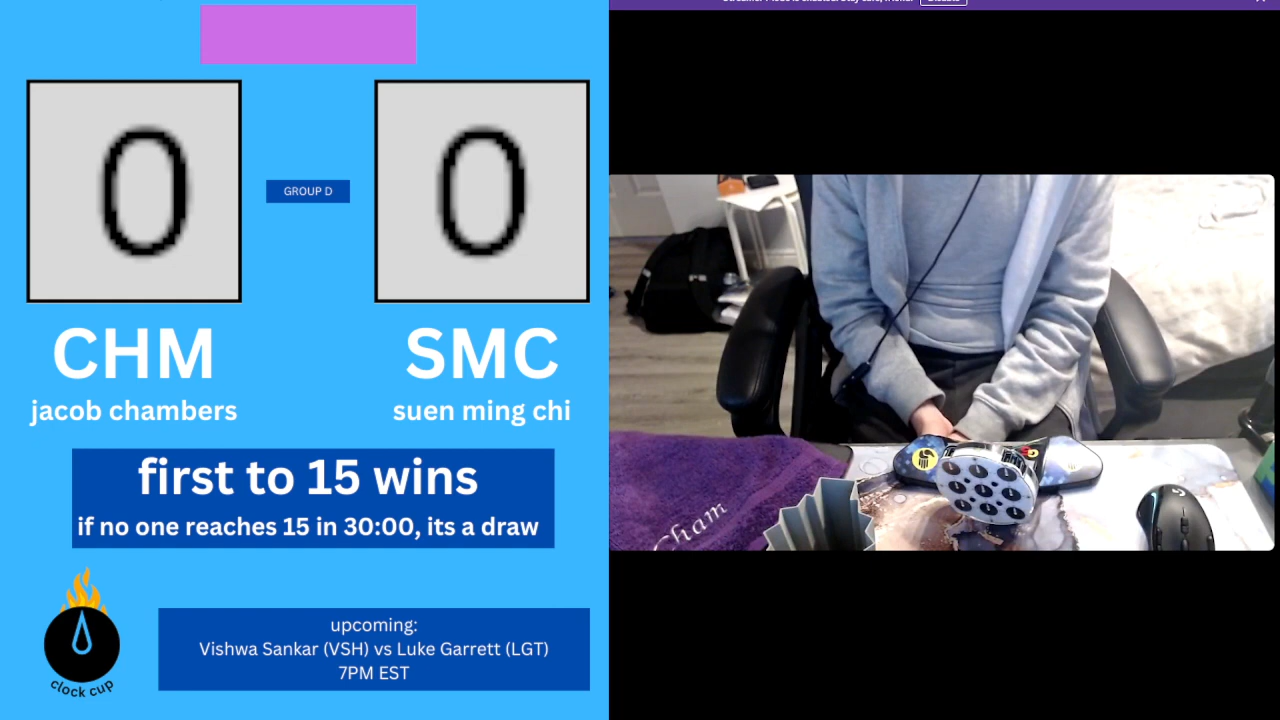 0
0
GROUP D
CHM
SMC
jacob chambers
suen ming chi
first to 15 wins
if no one reaches 15 in 30:00, its a draw
upcoming:
Vishwa Sankar (VSH) vs Luke Garrett (LGT)
7PM EST
clock cup
Cham